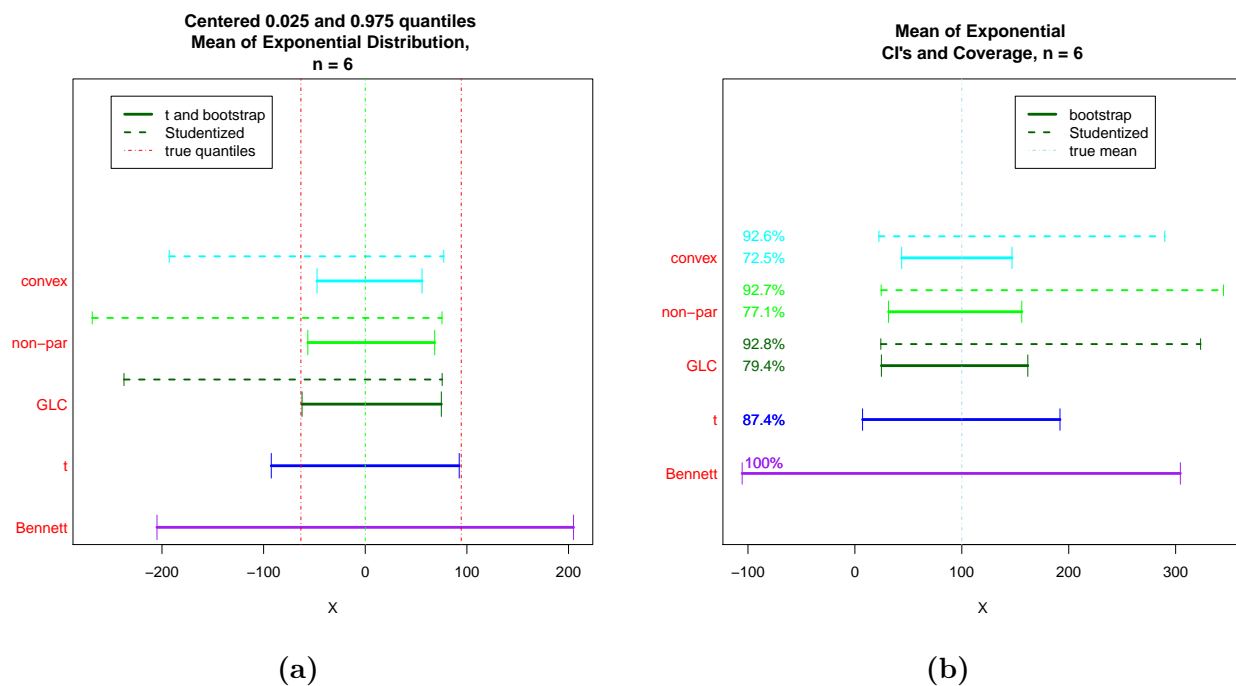 Centered 0.025 and 0.975 quantiles
Mean of Exponential Distribution,
n = 6
t and bootstrap
Studentized
true quantiles
convex
non−par
GLC
t
Bennett
−200
−100
0
100
200
X
(a)
Mean of Exponential
CI's and Coverage, n = 6
bootstrap
Studentized
true mean
92.6%
convex
72.5%
92.7%
non−par
77.1%
92.8%
GLC
79.4%
t
87.4%
100%
Bennett
−100
0
100
200
300
X
(b)